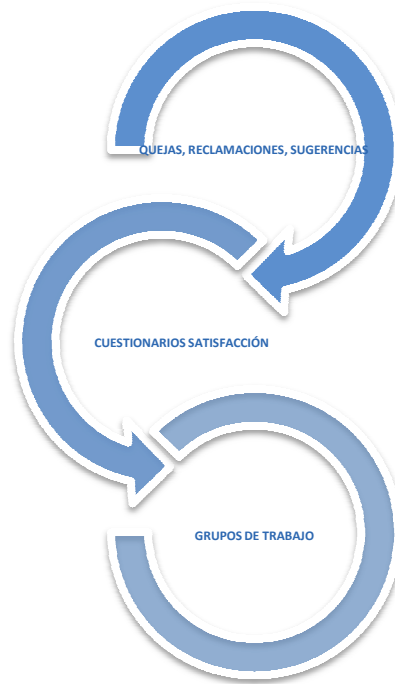 QUEJAS, RECLAMACIONES, SUGERENCIAS
CUESTIONARIOS SATISFACCIÓN
GRUPOS DE TRABAJO